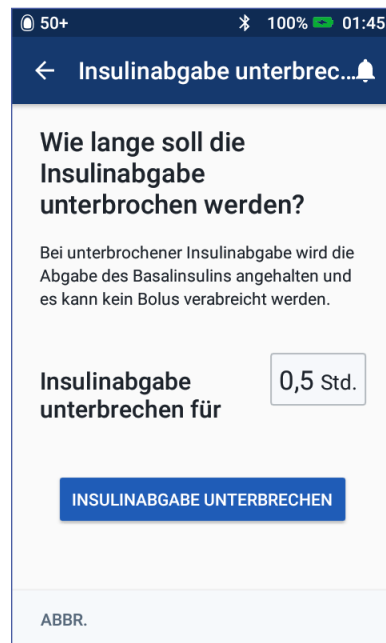 50+ 100% 01:45
Insulinabgabe unterbrec...
Wie lange soll die
Insulinabgabe
unterbrochen werden?
Bei unterbrochener Insulinabgabe wird die
Abgabe des Basalinsulins angehalten und
es kann kein Bolus verabreicht werden.
Insulinabgabe
unterbrechen für
0,5 Std.
INSULINABGABE UNTERBRECHEN
ABBR.